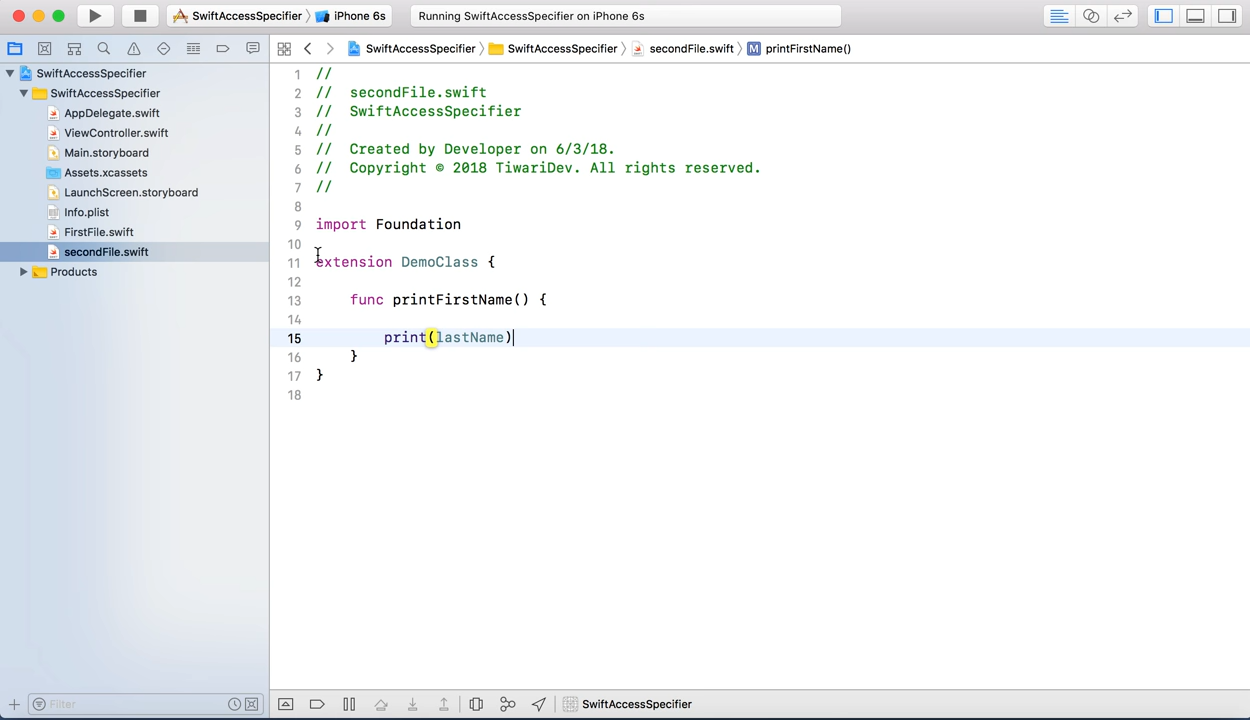 SwiftAccessSpecifier 〉 iPhone 6s
Running SwiftAccessSpecifier on iPhone 6s
SwiftAccessSpecifier 〉 SwiftAccessSpecifier 〉 secondFile.swift 〉 M printFirstName()
SwiftAccessSpecifier
SwiftAccessSpecifier
AppDelegate.swift
ViewController.swift
Main.storyboard
Assets.xcassets
LaunchScreen.storyboard
Info.plist
FirstFile.swift
secondFile.swift
Products
Filter
1 //
2 //  secondFile.swift
3 //  SwiftAccessSpecifier
4 //
5 //  Created by Developer on 6/3/18.
6 //  Copyright © 2018 TiwariDev. All rights reserved.
7 //
8
9 import Foundation
10
11 extension DemoClass {
12
13     func printFirstName() {
14
15         print(lastName)
16     }
17 }
18
SwiftAccessSpecifier